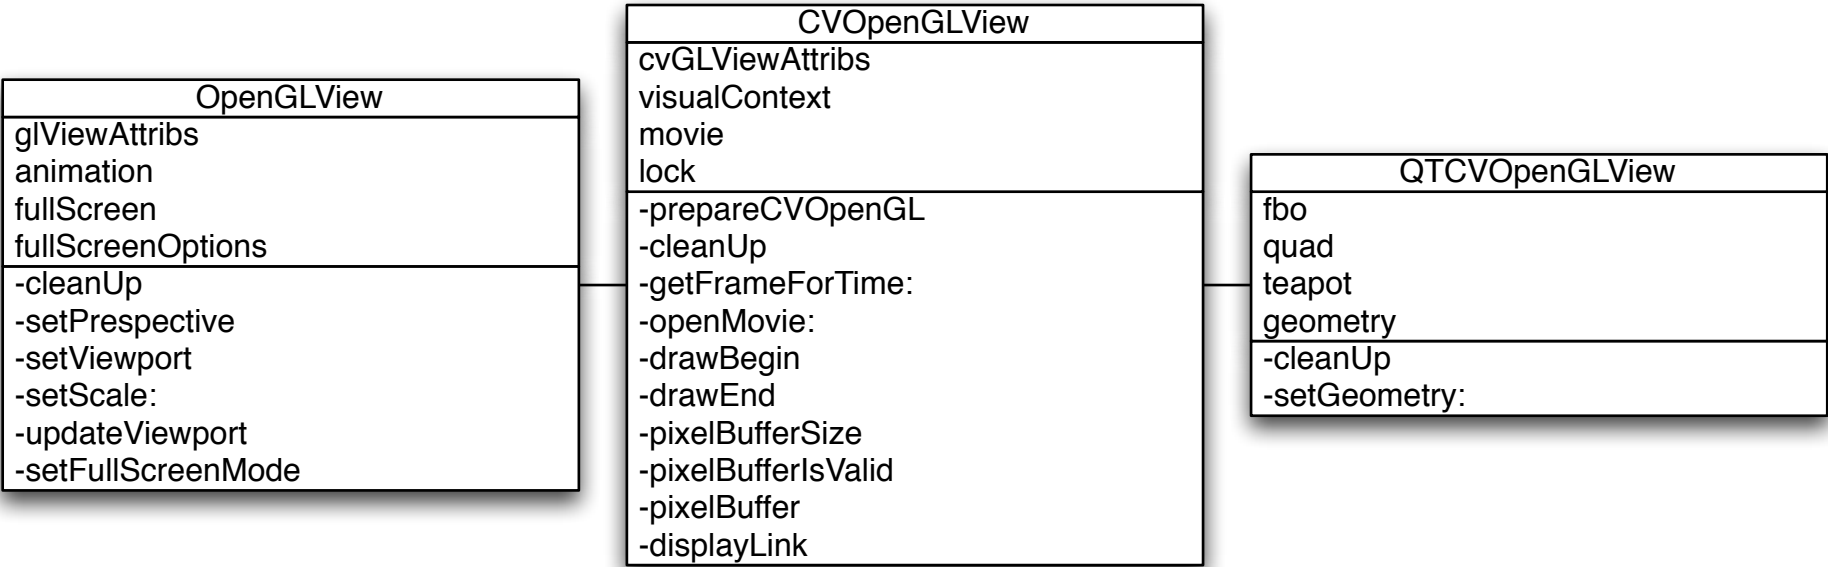 OpenGLView
glViewAttribs
animation
fullScreen
fullScreenOptions
-cleanUp
-setPrespective
-setViewport
-setScale:
-updateViewport
-setFullScreenMode
CVOpenGLView
cvGLViewAttribs
visualContext
movie
lock
-prepareCVOpenGL
-cleanUp
-getFrameForTime:
-openMovie:
-drawBegin
-drawEnd
-pixelBufferSize
-pixelBufferIsValid
-pixelBuffer
-displayLink
QTCVOpenGLView
fbo
quad
teapot
geometry
-cleanUp
-setGeometry: